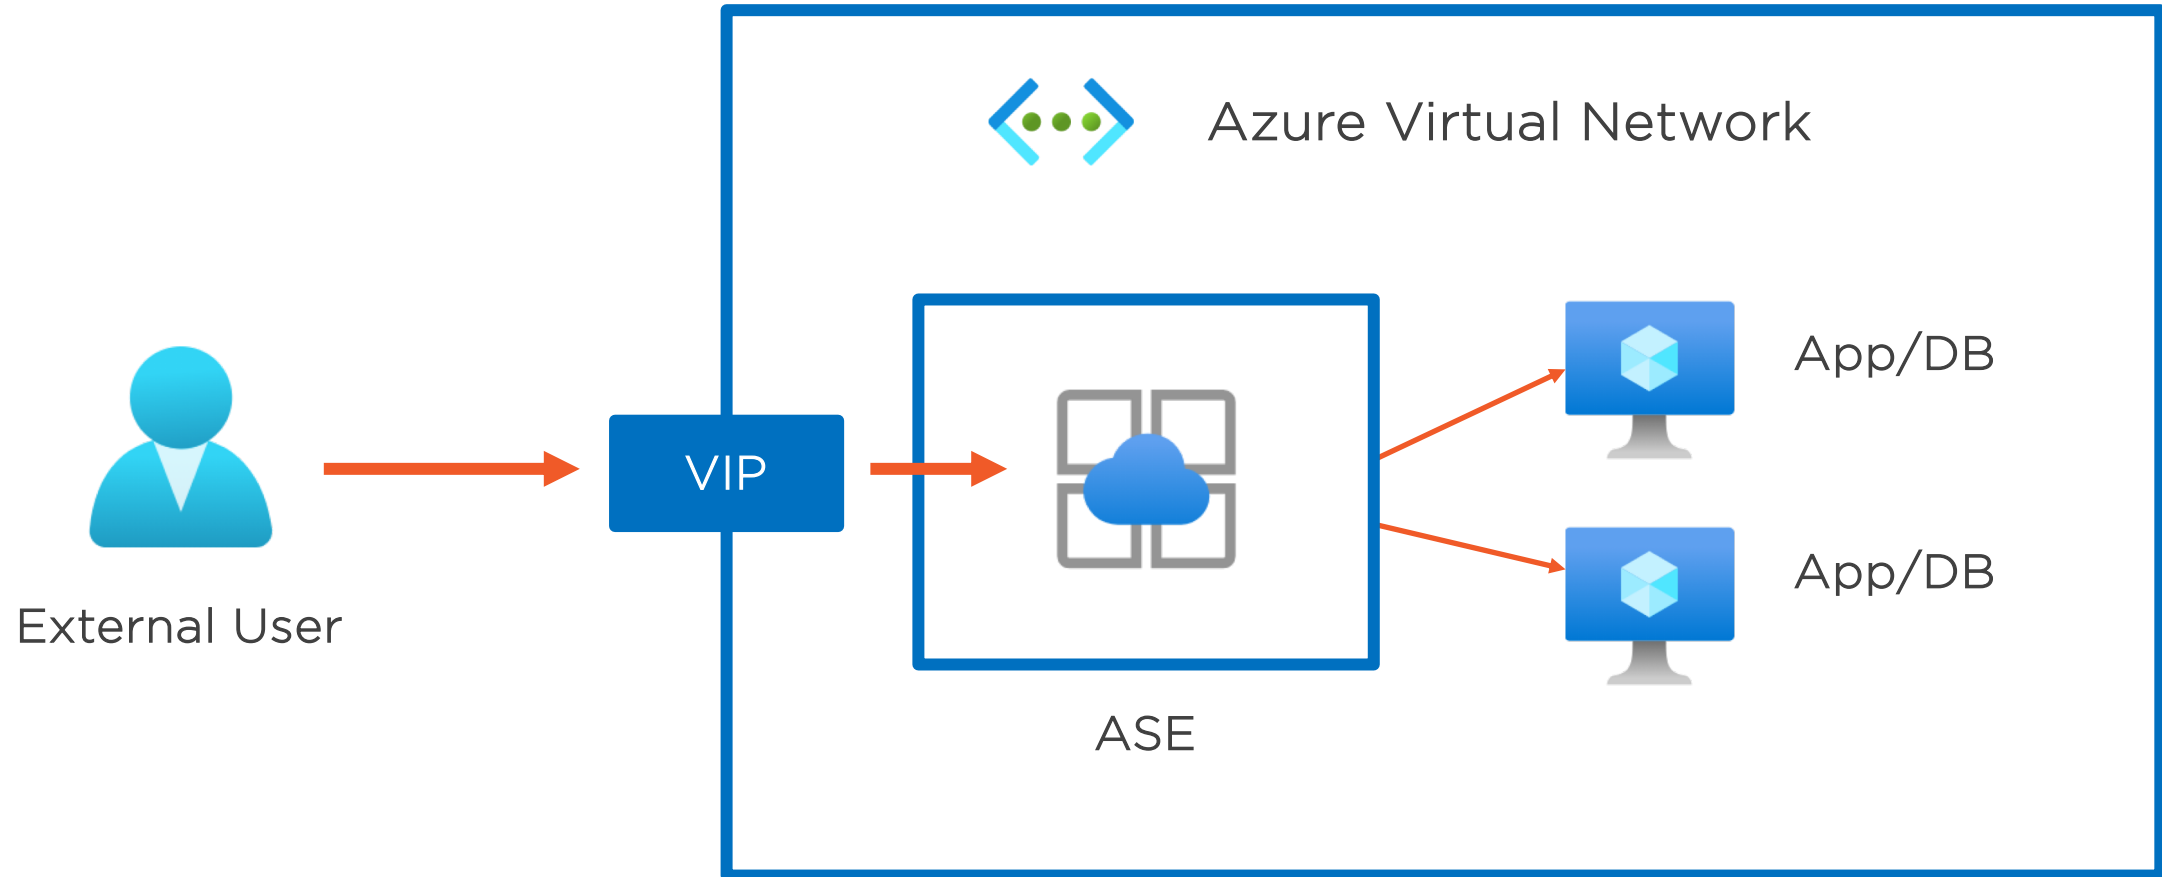 Azure Virtual Network
App/DB
VIP
App/DB
External User
ASE